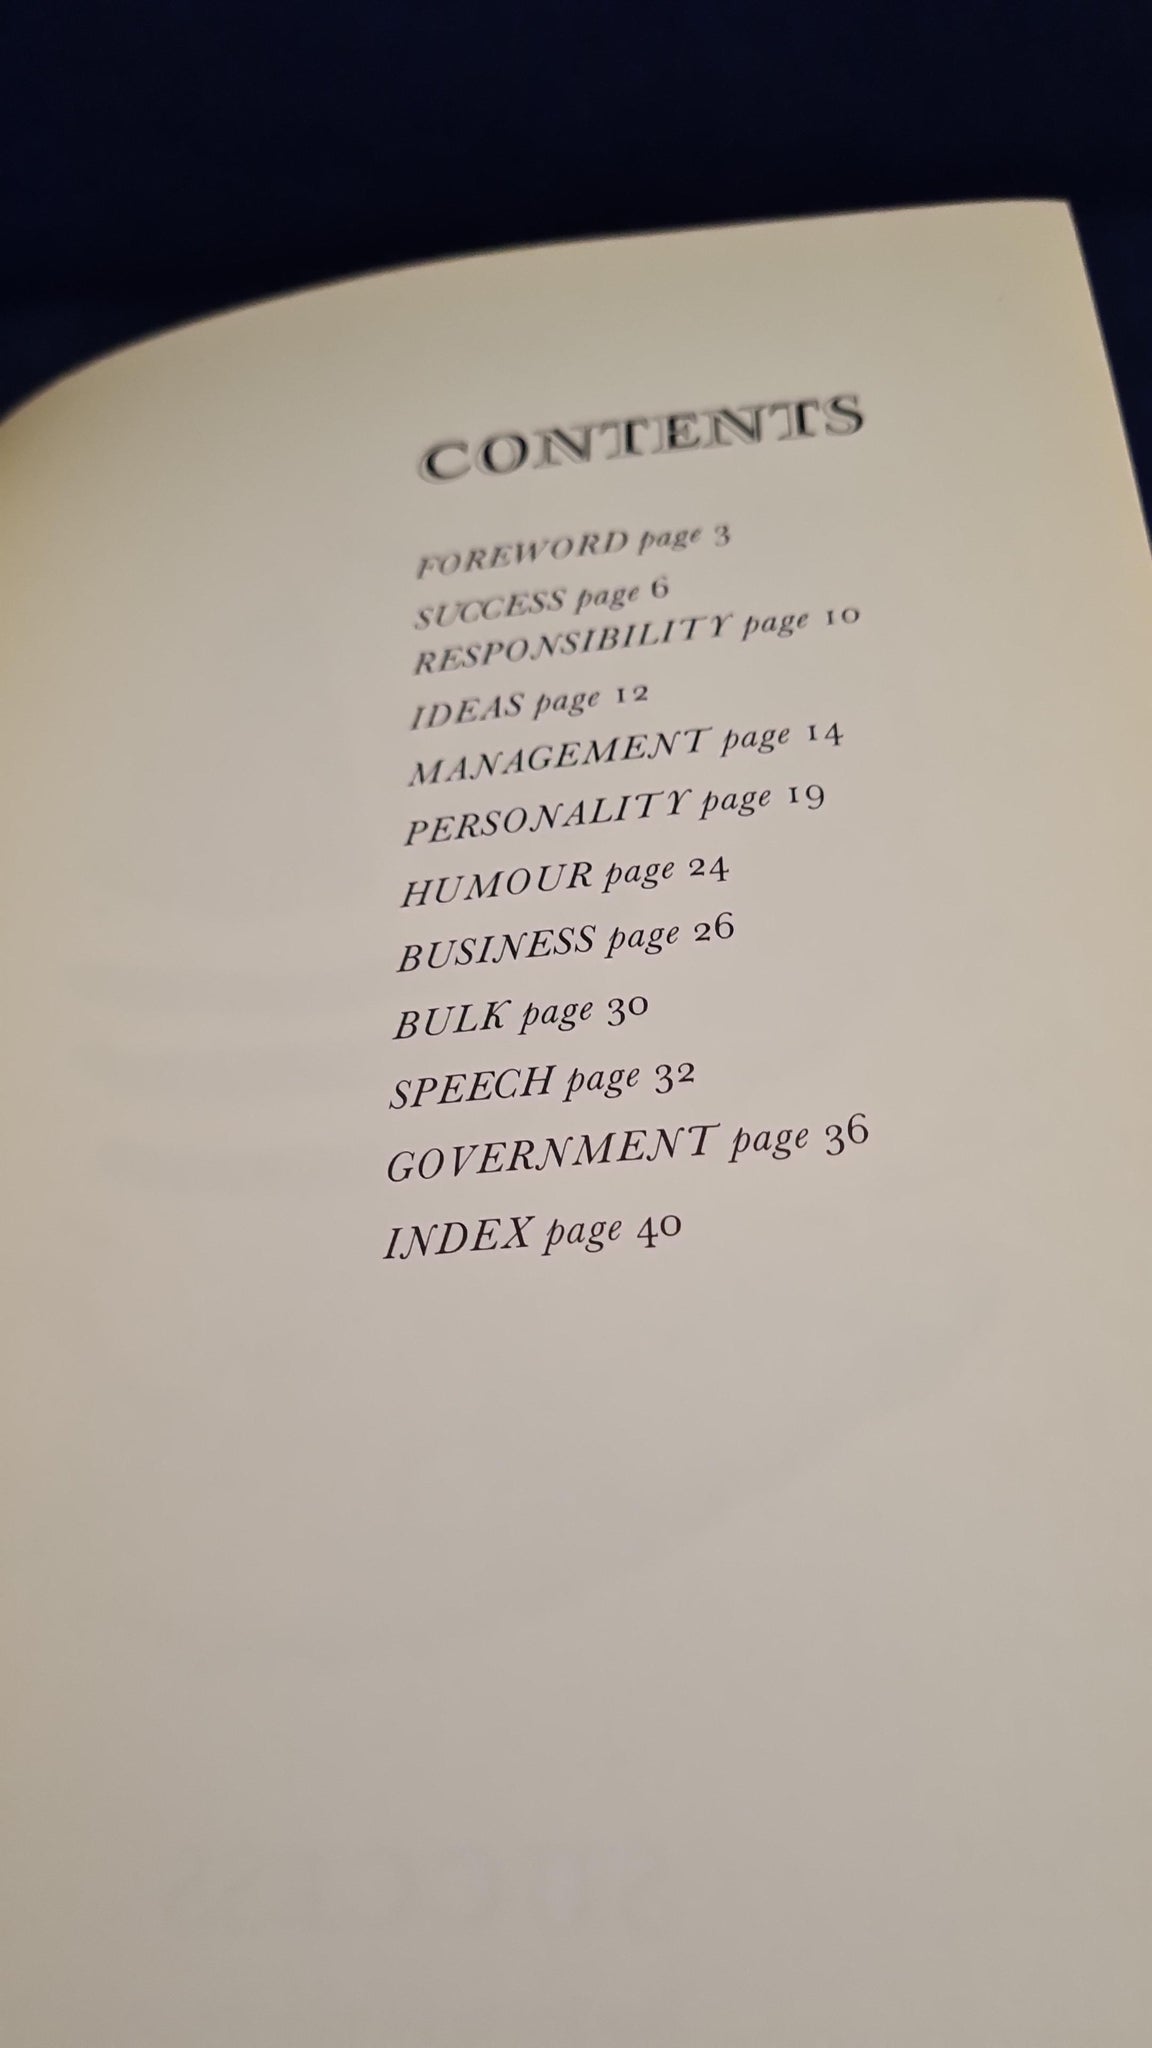 CONTENTS
FOREWORD page 3
SUCCESS page 6
RESPONSIBILITY page 10
IDEAS page 12
MANAGEMENT page 14
PERSONALITY page 19
HUMOUR page 24
BUSINESS page 26
BULK page 30
SPEECH page 32
GOVERNMENT page 36
INDEX page 40